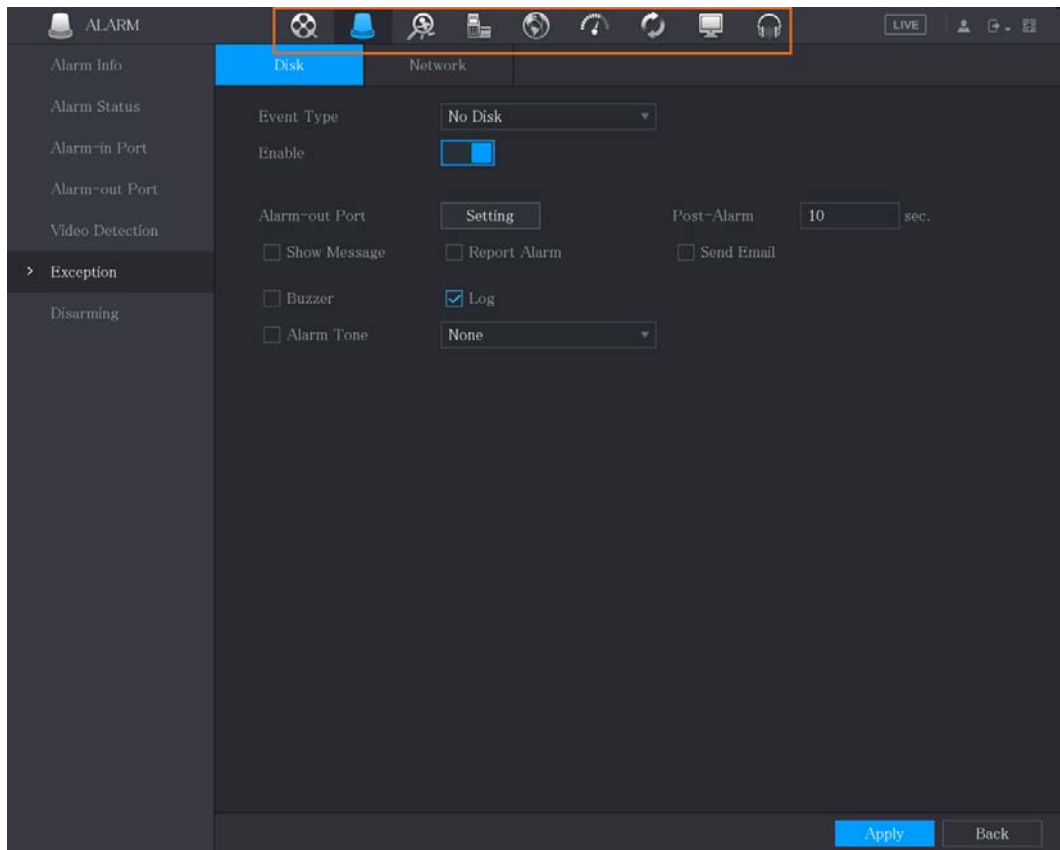 ALARM
LIVE
Alarm Info
Alarm Status
Alarm-in Port
Alarm-out Port
Video Detection
Exception
Disarming
Disk Network
Event Type No Disk
Enable
Alarm-out Port Setting Post-Alarm 10 sec.
Show Message Report Alarm Send Email
Buzzer Log
Alarm Tone None
Apply Back